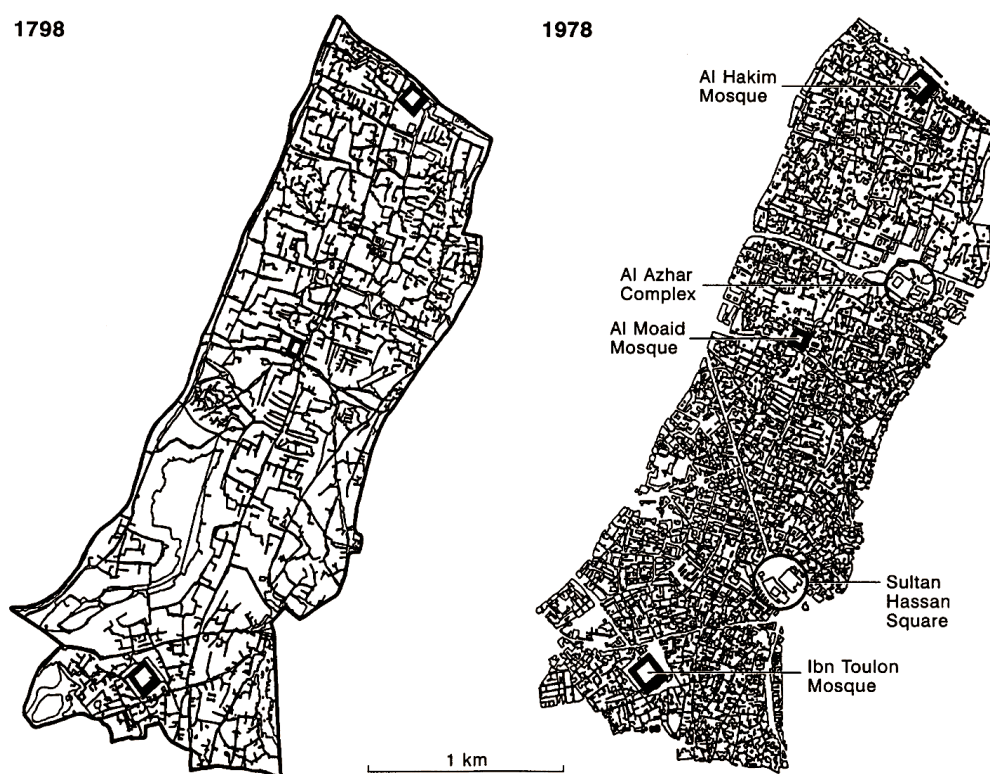 1798
1978
Al Hakim
Mosque
Al Azhar
Complex
Al Moaid
Mosque
Sultan
Hassan
Square
Ibn Toulon
Mosque
1 km